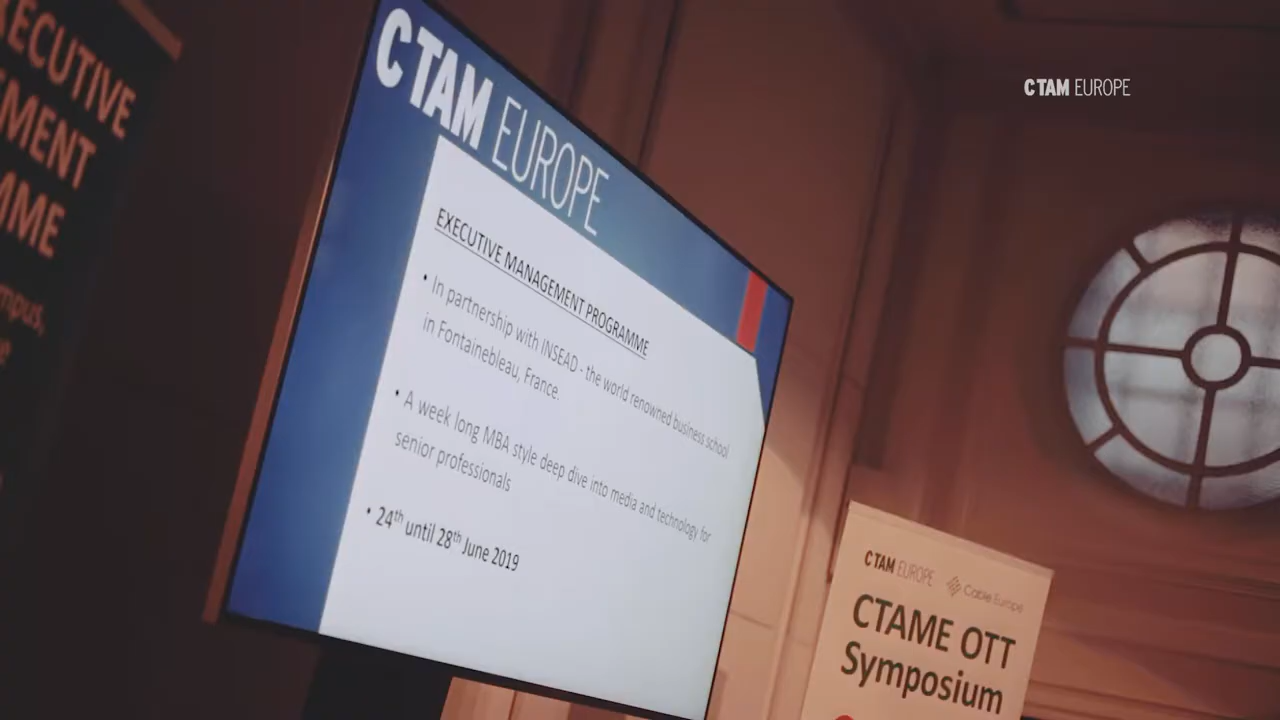 EXECUTIVE
MME
CTAM EUROPE
EXECUTIVE MANAGEMENT PROGRAMME
• In partnership with INSEAD - the world renowned business school
in Fontainebleau, France.
• A week long MBA style deep dive into media and technology for
senior professionals
• 24th until 28th June 2019
CTAM EUROPE
CTAM EUROPE Cable Europe
CTAME OTT
Symposium